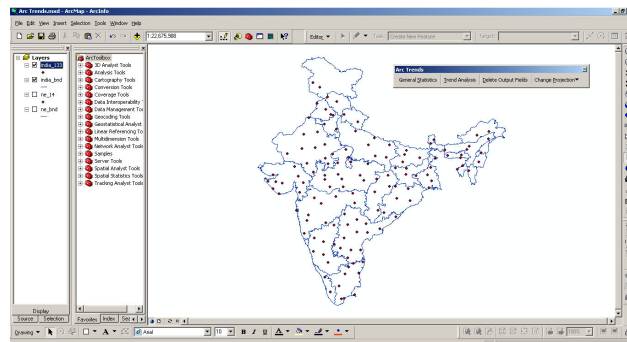 Arc Trends.mxd - ArcMap - ArcInfo
File Edit View Insert Selection Tools Window Help
1:22,675,988
Editor
Task: Create New Feature
Target:
Layers
india_133
india_bnd
ne_14
ne_bnd
Display
Source Selection
ArcToolbox
3D Analyst Tools
Analysis Tools
Cartography Tools
Conversion Tools
Coverage Tools
Data Interoperability
Data Management To
Geocoding Tools
Geostatistical Analyst
Linear Referencing To
Multidimension Tools
Network Analyst Tools
Samples
Server Tools
Spatial Analyst Tools
Spatial Statistics Tools
Tracking Analyst Tools
Favorites Index Sea
Arc Trends
General Statistics Trend Analysis Delete Output Fields Change Projection
Drawing A Arial 10 B I U A 100%